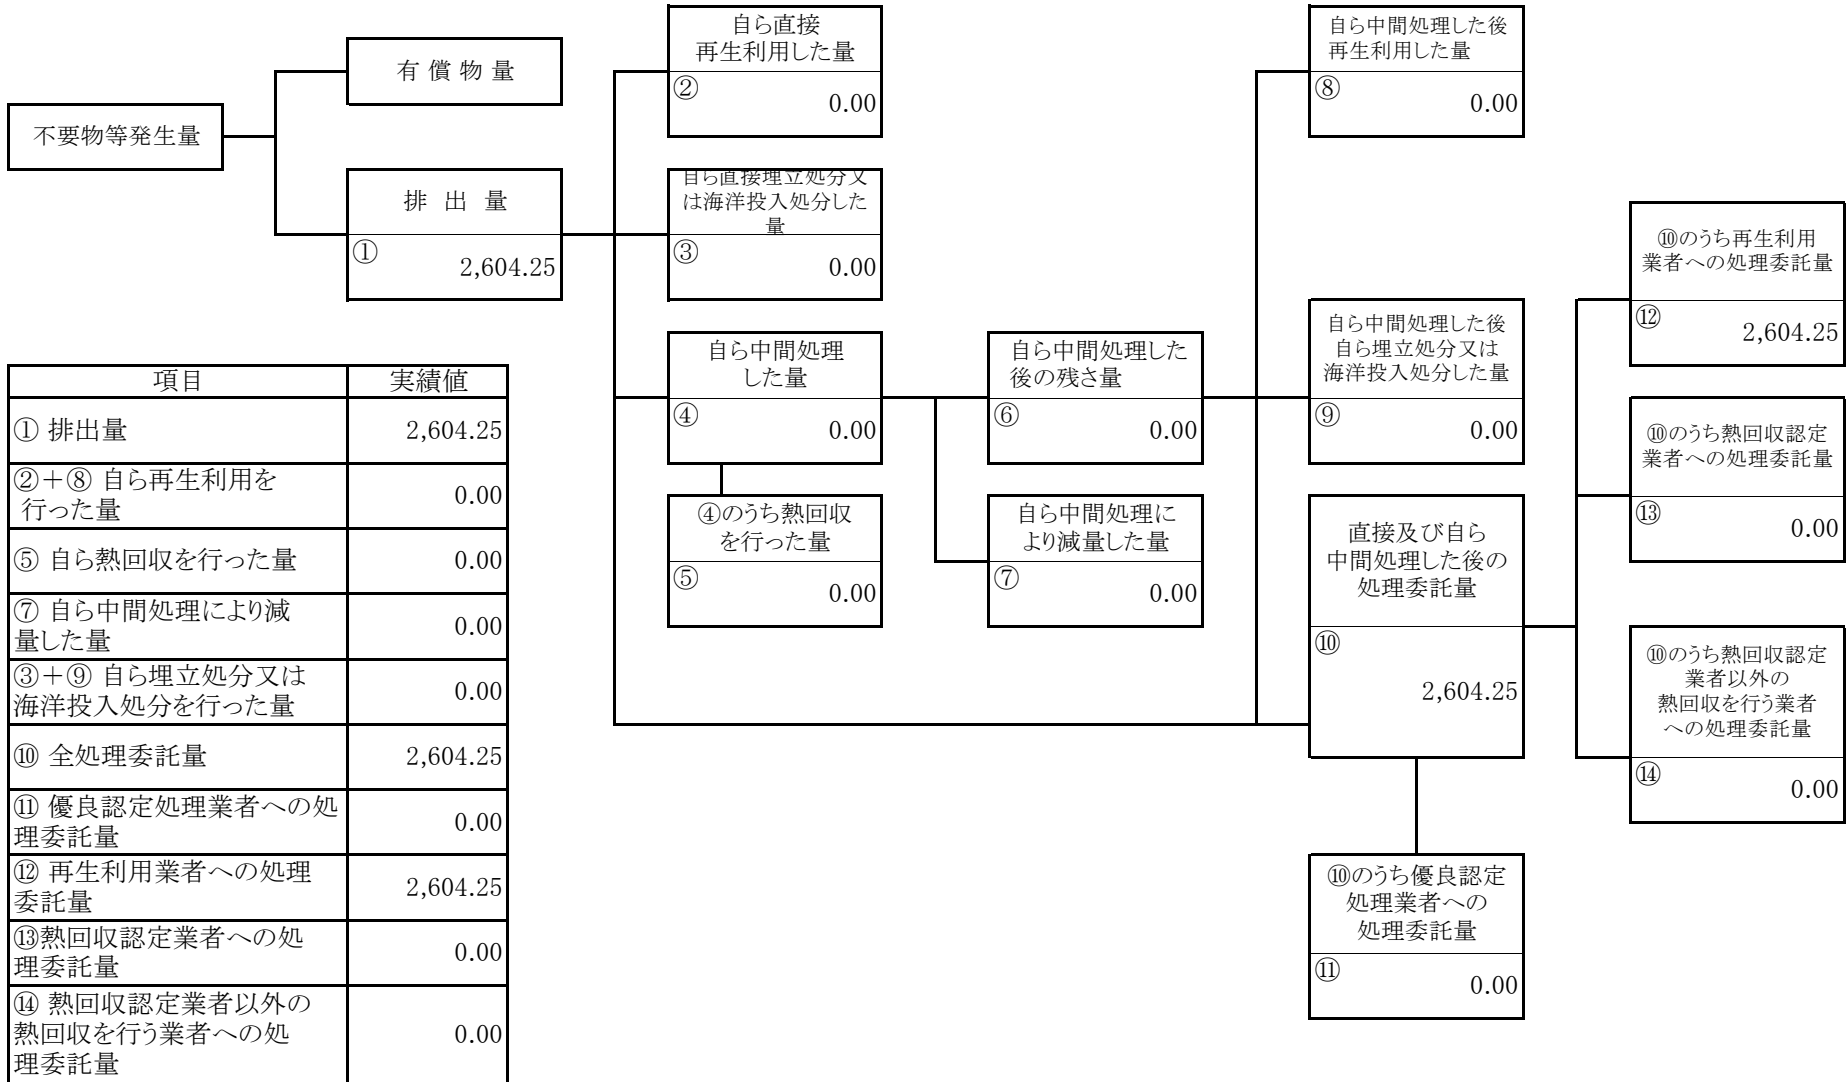 不要物等発生量
有 償 物 量
排 出 量
①
2,604.25
自ら直接
再生利用した量
②
0.00
自ら直接埋立処分又
は海洋投入処分した
量
③
0.00
自ら中間処理
した量
④
0.00
④のうち熱回収
を行った量
⑤
0.00
自ら中間処理した
後の残さ量
⑥
0.00
自ら中間処理に
より減量した量
⑦
0.00
自ら中間処理した後
再生利用した量
⑧
0.00
自ら中間処理した後
自ら埋立処分又は
海洋投入処分した量
⑨
0.00
直接及び自ら
中間処理した後の
処理委託量
⑩
2,604.25
⑩のうち優良認定
処理業者への
処理委託量
⑪
0.00
⑩のうち再生利用
業者への処理委託量
⑫
2,604.25
⑩のうち熱回収認定
業者への処理委託量
⑬
0.00
⑩のうち熱回収認定
業者以外の
熱回収を行う業者
への処理委託量
⑭
0.00
項目 実績値
① 排出量 2,604.25
②＋⑧ 自ら再生利用を
行った量 0.00
⑤ 自ら熱回収を行った量 0.00
⑦ 自ら中間処理により減
量した量 0.00
③＋⑨ 自ら埋立処分又は
海洋投入処分を行った量 0.00
⑩ 全処理委託量 2,604.25
⑪ 優良認定処理業者への処
理委託量 0.00
⑫ 再生利用業者への処理
委託量 2,604.25
⑬熱回収認定業者への処
理委託量 0.00
⑭ 熱回収認定業者以外の
熱回収を行う業者への処
理委託量 0.00